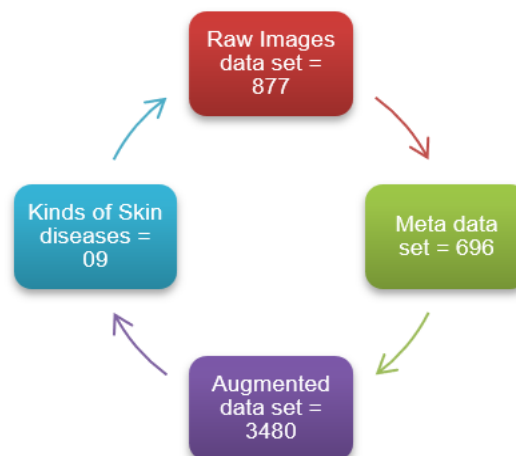 Raw Images
data set =
877
Meta data
set = 696
Augmented
data set =
3480
Kinds of Skin
diseases =
09